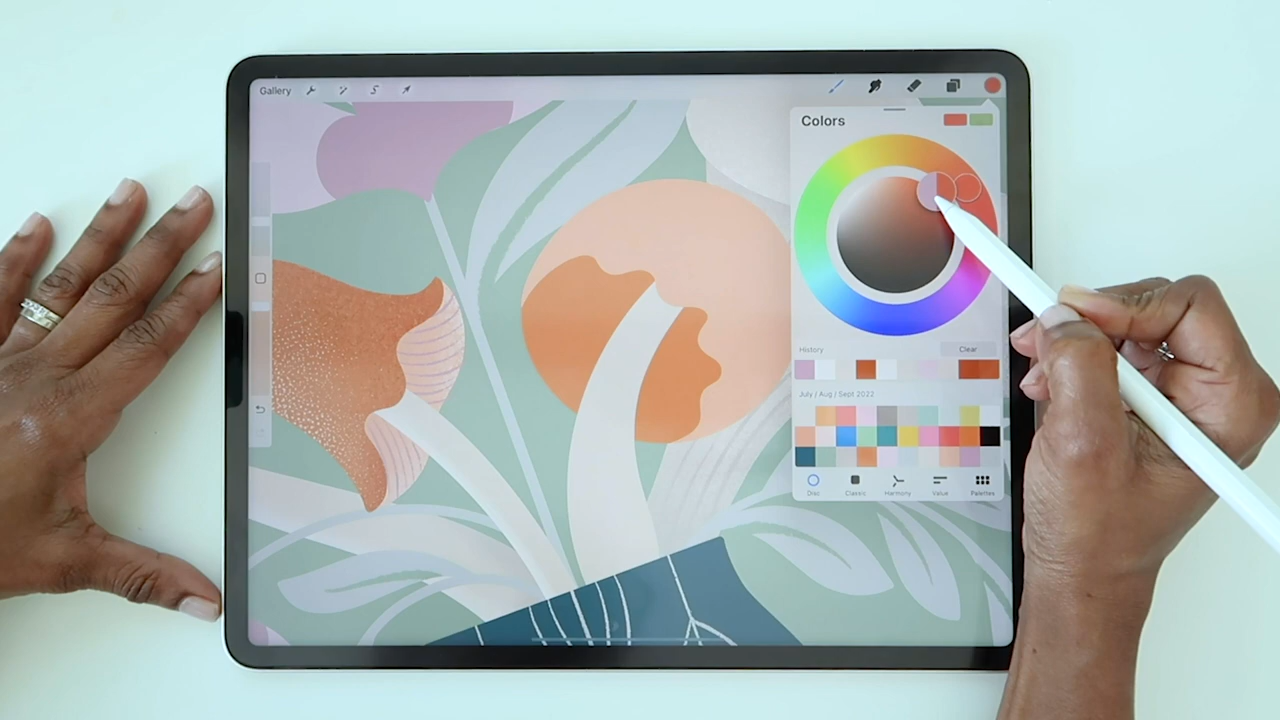 Gallery
Colors
History
Clear
July / Aug / Sept 2022
Disc
Classic
Harmony
Value
Palettes